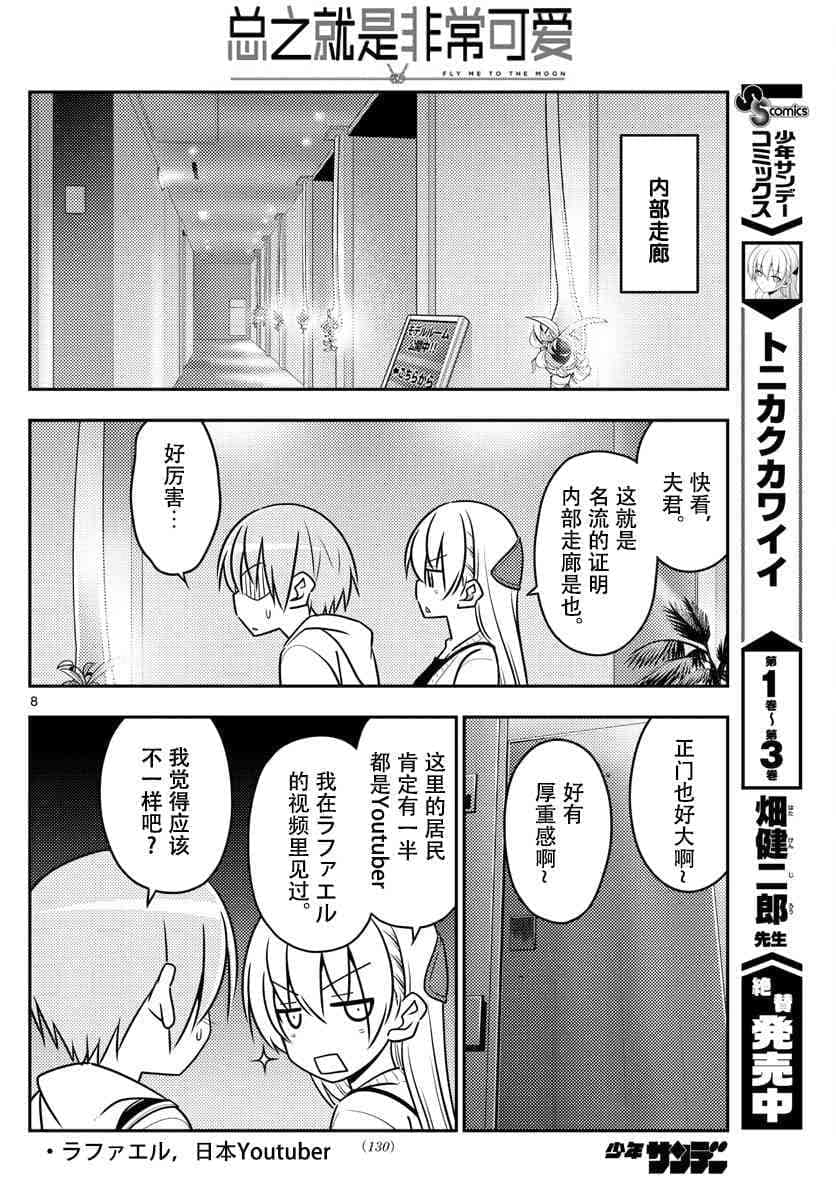 总之就是非常可爱
FLY ME TO THE MOON
内部走廊
モデルルーム
公開中!!
●こちらから
快看,
夫君。
这就是
名流的证明
内部走廊是也。
好厉害…
8
正门也好大啊~
好有
厚重感啊~
这里的居民
肯定有一半
都是Youtuber
我在ラファエル
的视频里见过。
我觉得应该
不一样吧?
・ラファエル，日本Youtuber
(130)
少年サンデー
S comics
少年サンデー
コミックス
トニカクカワイイ
第1巻~第3巻
畑健二郎
はた けん じ ろう
先生
絶賛
発売中